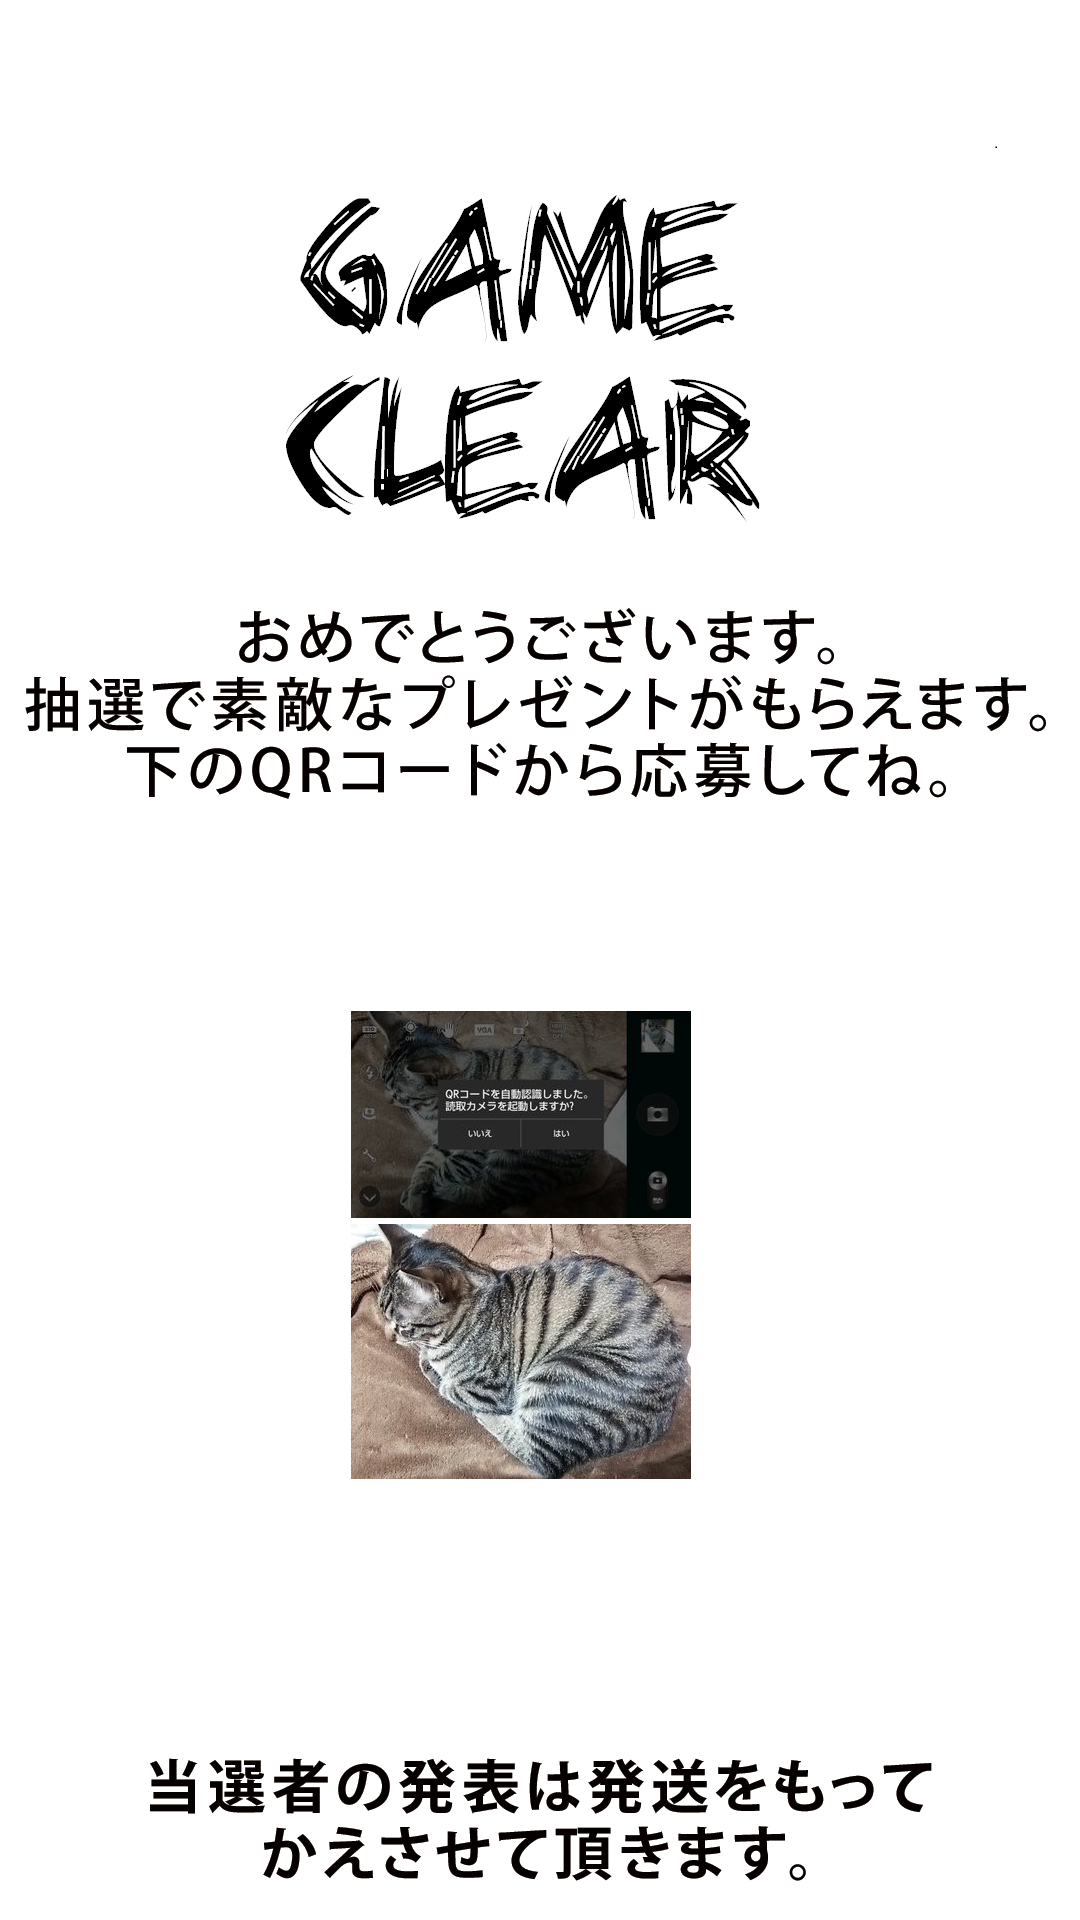 GAME
CLEAR
おめでとうございます。
抽選で素敵なプレゼントがもらえます。
下のQRコードから応募してね。
QRコードを自動認識しました。
読取カメラを起動しますか?
いいえ
はい
当選者の発表は発送をもって
かえさせて頂きます。